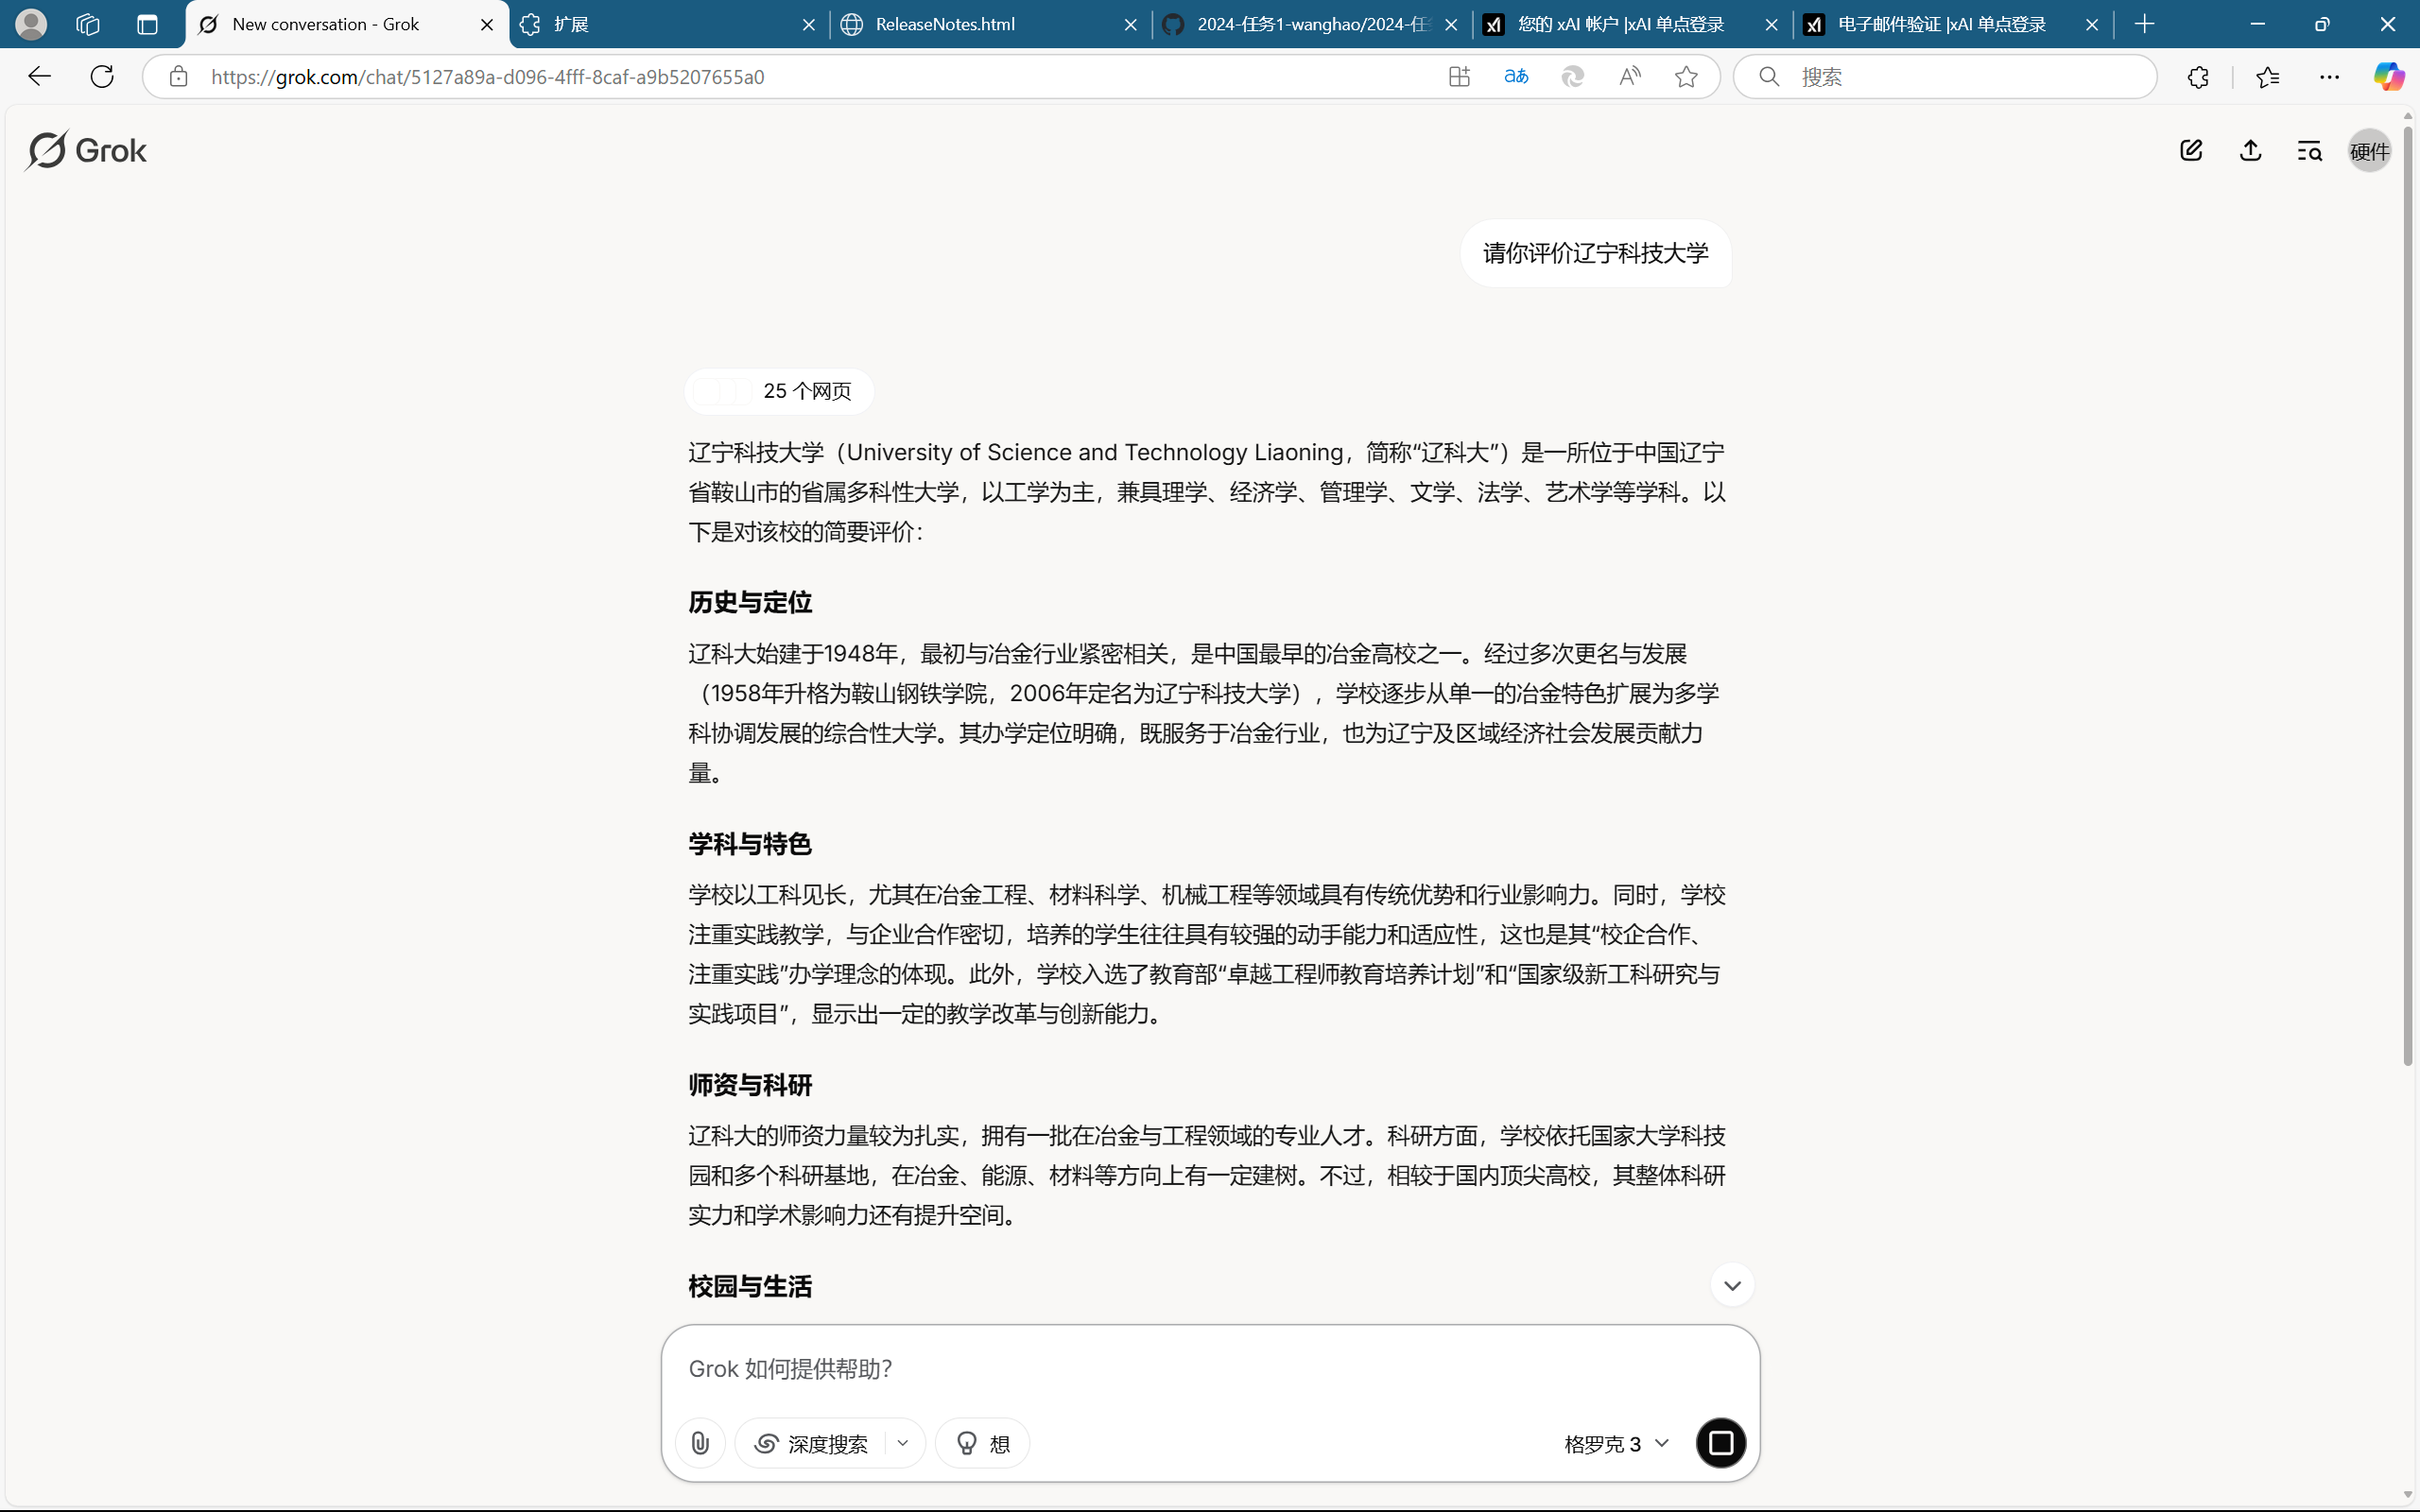 New conversation - Grok
扩展
ReleaseNotes.html
2024-任务1-wanghao/2024-任
您的 xAI 帐户 |xAI 单点登录
电子邮件验证 |xAI 单点登录
https://grok.com/chat/5127a89a-d096-4fff-8caf-a9b5207655a0
搜索
Grok
硬件
请你评价辽宁科技大学
25 个网页
辽宁科技大学（University of Science and Technology Liaoning，简称“辽科大”）是一所位于中国辽宁
省鞍山市的省属多科性大学，以工学为主，兼具理学、经济学、管理学、文学、法学、艺术学等学科。以
下是对该校的简要评价：
历史与定位
辽科大始建于1948年，最初与冶金行业紧密相关，是中国最早的冶金高校之一。经过多次更名与发展
（1958年升格为鞍山钢铁学院，2006年定名为辽宁科技大学），学校逐步从单一的冶金特色扩展为多学
科协调发展的综合性大学。其办学定位明确，既服务于冶金行业，也为辽宁及区域经济社会发展贡献力
量。
学科与特色
学校以工科见长，尤其在冶金工程、材料科学、机械工程等领域具有传统优势和行业影响力。同时，学校
注重实践教学，与企业合作密切，培养的学生往往具有较强的动手能力和适应性，这也是其“校企合作、
注重实践”办学理念的体现。此外，学校入选了教育部“卓越工程师教育培养计划”和“国家级新工科研究与
实践项目”，显示出一定的教学改革与创新能力。
师资与科研
辽科大的师资力量较为扎实，拥有一批在冶金与工程领域的专业人才。科研方面，学校依托国家大学科技
园和多个科研基地，在冶金、能源、材料等方向上有一定建树。不过，相较于国内顶尖高校，其整体科研
实力和学术影响力还有提升空间。
校园与生活
Grok 如何提供帮助？
深度搜索
想
格罗克 3